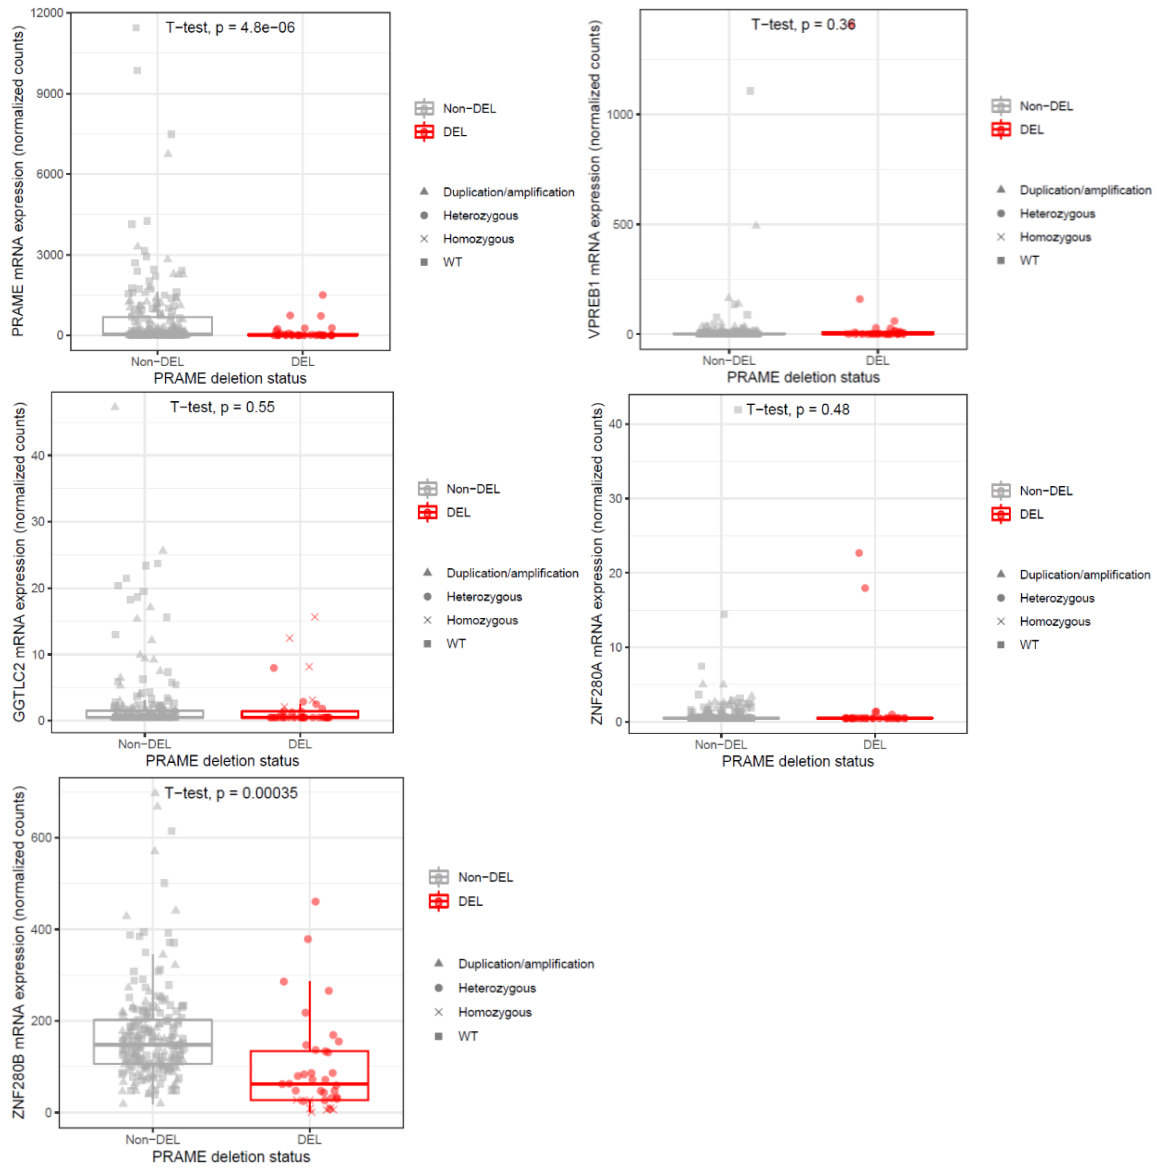 PRAME mRNA expression (normalized counts)
12000
9000
6000
3000
0
T-test, p = 4.8e-06
Non-DEL
DEL
PRAME deletion status
Non-DEL
DEL
Duplication/amplification
Heterozygous
Homozygous
WT
VPREB1 mRNA expression (normalized counts)
1000
500
0
T-test, p = 0.36
Non-DEL
DEL
PRAME deletion status
Non-DEL
DEL
Duplication/amplification
Heterozygous
Homozygous
WT
GGTLC2 mRNA expression (normalized counts)
40
30
20
10
0
T-test, p = 0.55
Non-DEL
DEL
PRAME deletion status
Non-DEL
DEL
Duplication/amplification
Heterozygous
Homozygous
WT
ZNF280A mRNA expression (normalized counts)
40
30
20
10
0
T-test, p = 0.48
Non-DEL
DEL
PRAME deletion status
Non-DEL
DEL
Duplication/amplification
Heterozygous
Homozygous
WT
ZNF280B mRNA expression (normalized counts)
600
400
200
0
T-test, p = 0.00035
Non-DEL
DEL
PRAME deletion status
Non-DEL
DEL
Duplication/amplification
Heterozygous
Homozygous
WT